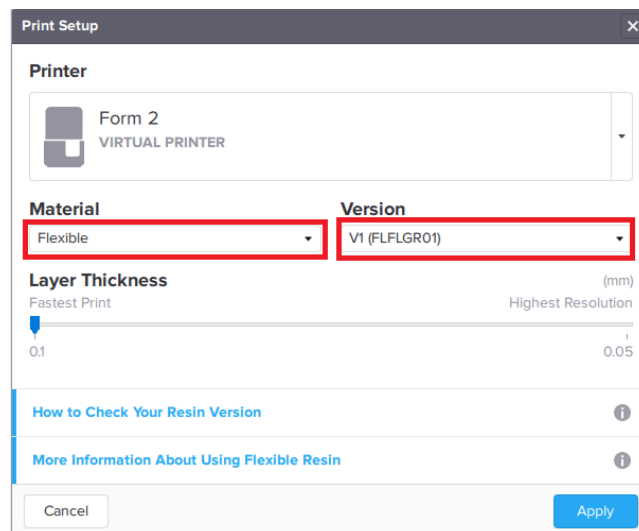 Print Setup
Printer
Form 2
VIRTUAL PRINTER
Material Version
Flexible V1 (FLFLGR01)
Layer Thickness (mm)
Fastest Print Highest Resolution
0.1 0.05
How to Check Your Resin Version
More Information About Using Flexible Resin
Cancel Apply